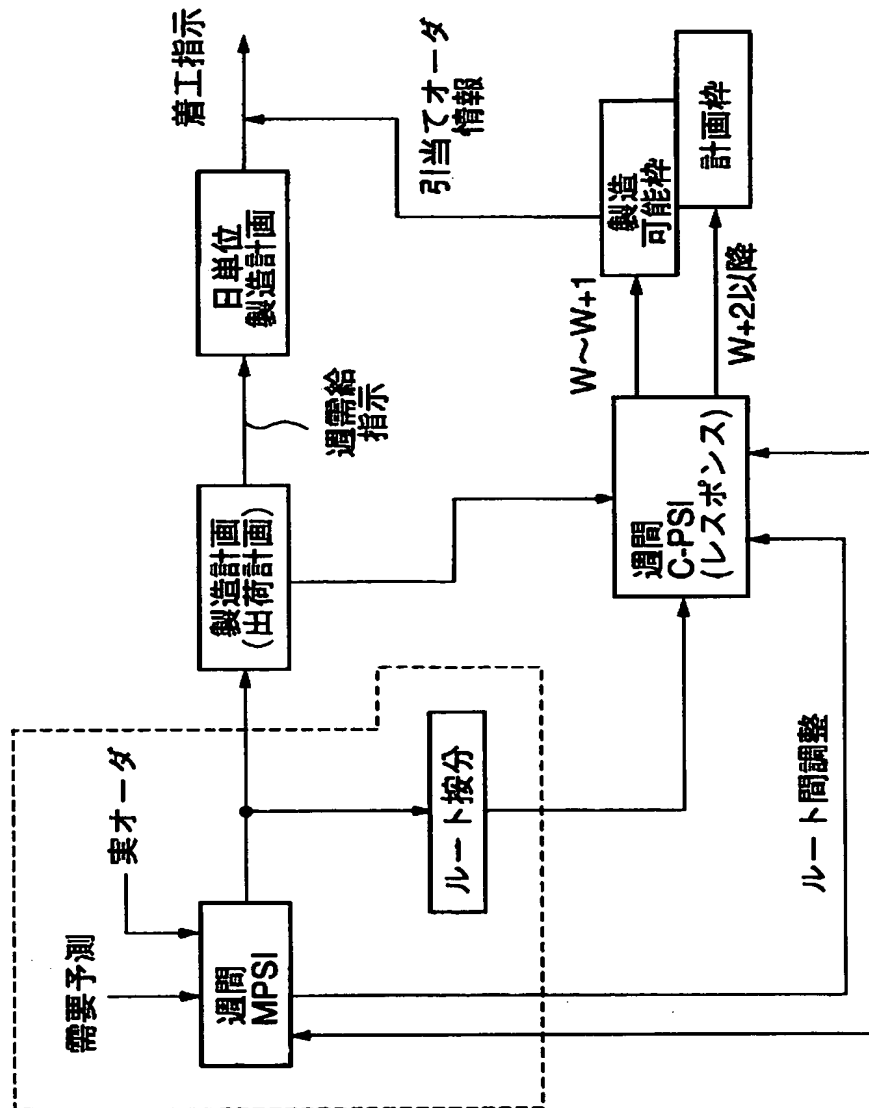 需要予測
実オーダ
週間
MPSI
ルート按分
製造計画
(出荷計画)
週需給
指示
日単位
製造計画
着工指示
引当てオーダ
情報
週間
C-PSI
(レスポンス)
W～W+1
W+2以降
製造
可能枠
計画枠
ルート間調整